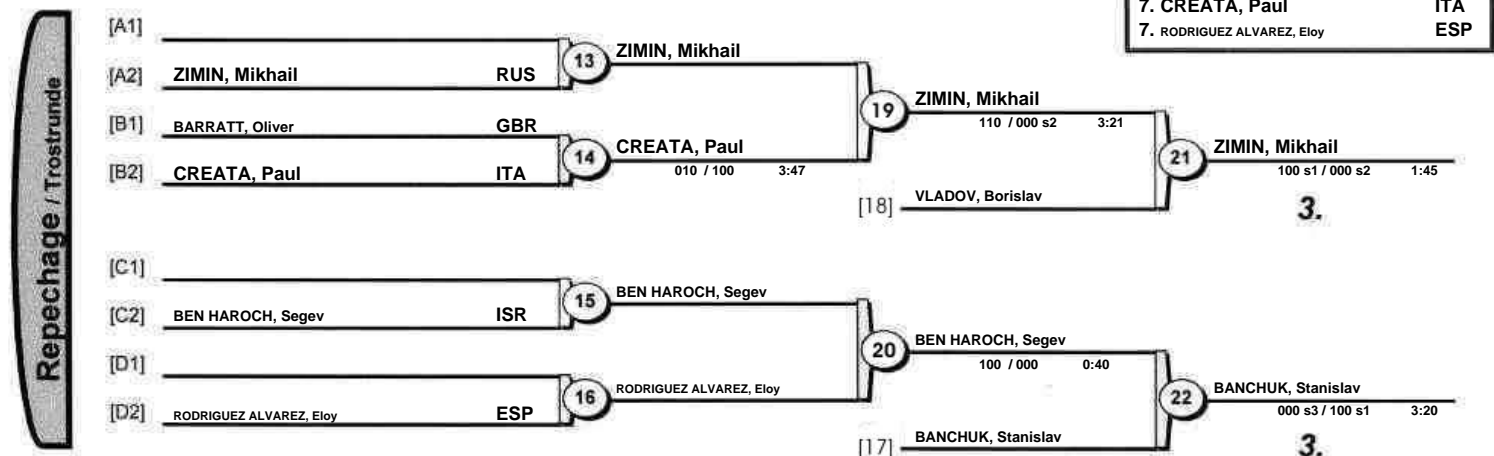 7. CREATA, Paul ITA
7. RODRIGUEZ ALVAREZ, Eloy ESP
Repechage / Trostrunde
[A1]
[A2] ZIMIN, Mikhail RUS
13 ZIMIN, Mikhail
[B1] BARRATT, Oliver GBR
[B2] CREATA, Paul ITA
14 CREATA, Paul
010 / 100 3:47
19 ZIMIN, Mikhail
110 / 000 s2 3:21
[18] VLADOV, Borislav
21 ZIMIN, Mikhail
100 s1 / 000 s2 1:45
3.
[C1]
[C2] BEN HAROCH, Segev ISR
15 BEN HAROCH, Segev
[D1]
[D2] RODRIGUEZ ALVAREZ, Eloy ESP
16 RODRIGUEZ ALVAREZ, Eloy
20 BEN HAROCH, Segev
100 / 000 0:40
[17] BANCHUK, Stanislav
22 BANCHUK, Stanislav
000 s3 / 100 s1 3:20
3.